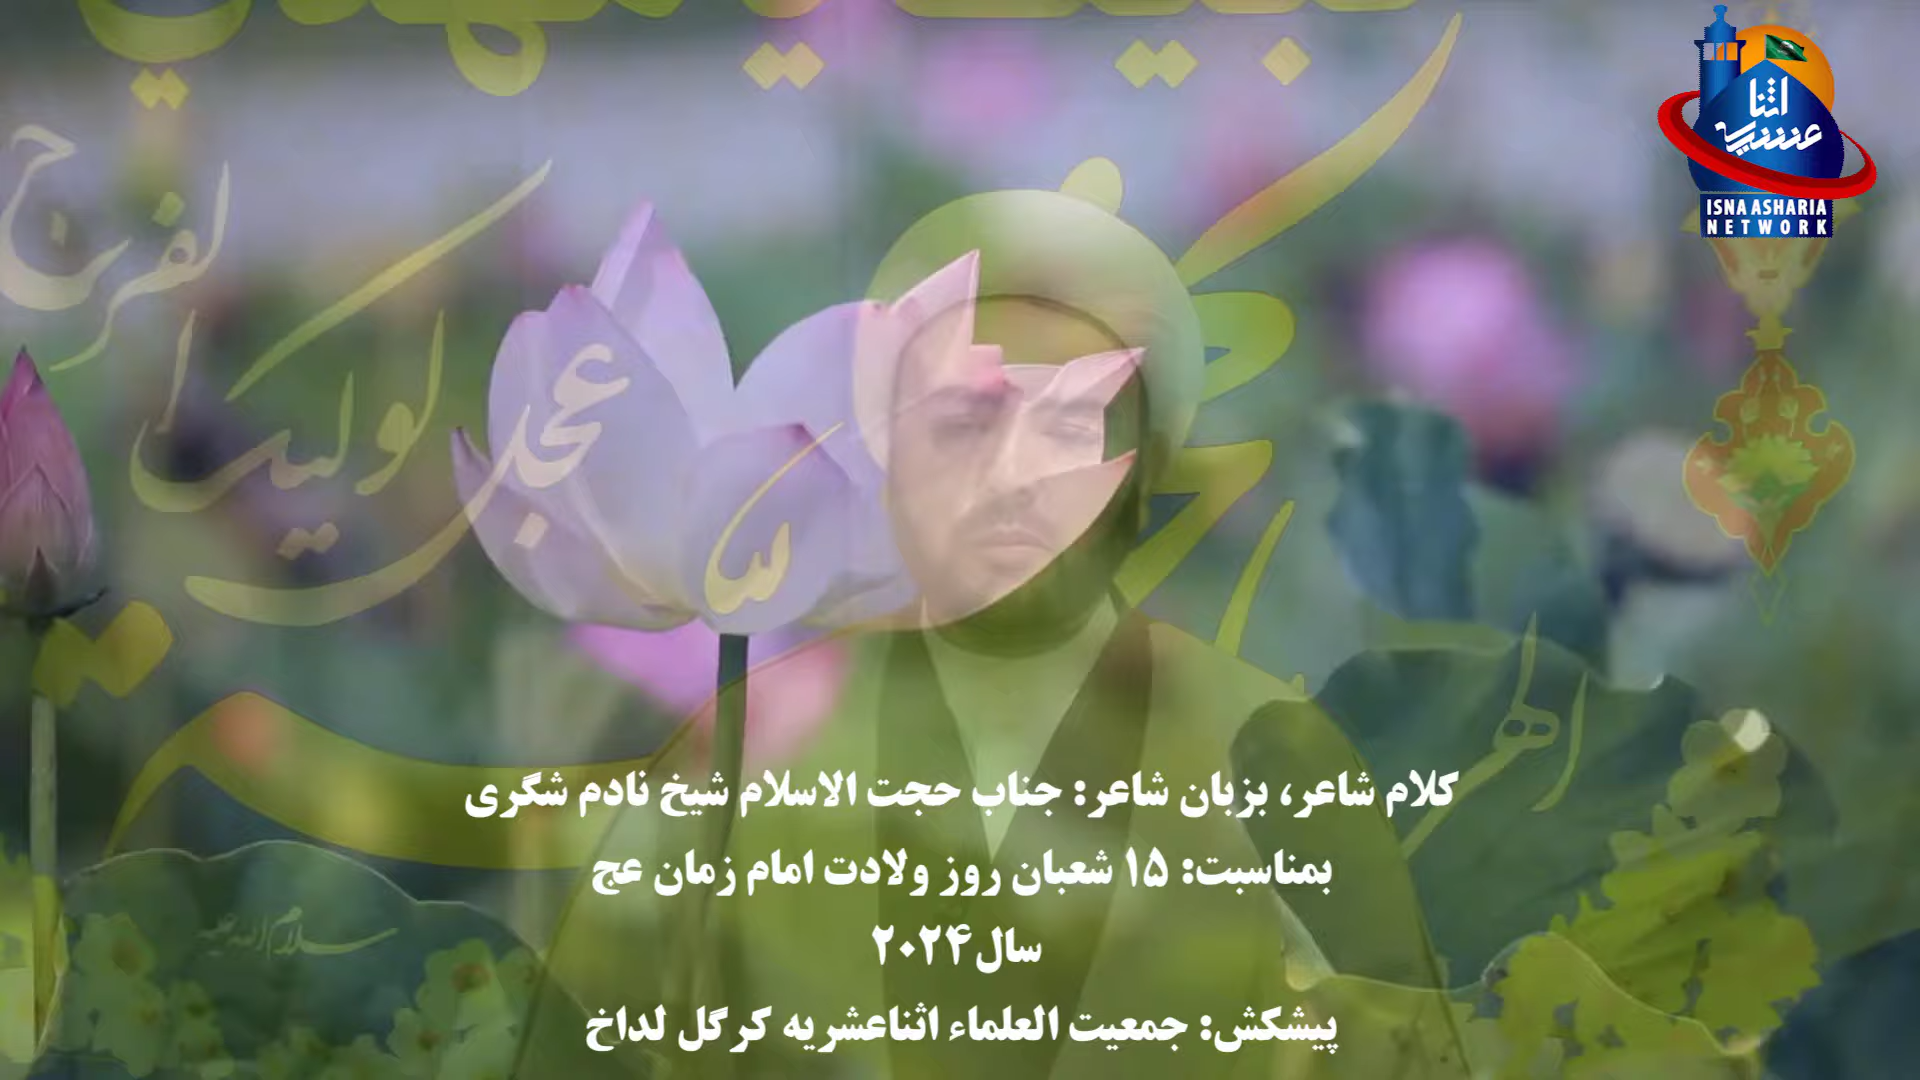 اثنا
عشریہ
ISNA ASHARIA
NETWORK
الفرج
لولیک
عجل
اللهم
سلام الله علیه
کلام شاعر، بزبان شاعر: جناب حجت الاسلام شیخ نادم شگری
بمناسبت: ۱۵ شعبان روز ولادت امام زمان عج
سال۲۰۲۴
پیشکش: جمعیت العلماء اثناعشریه کرگل لداخ